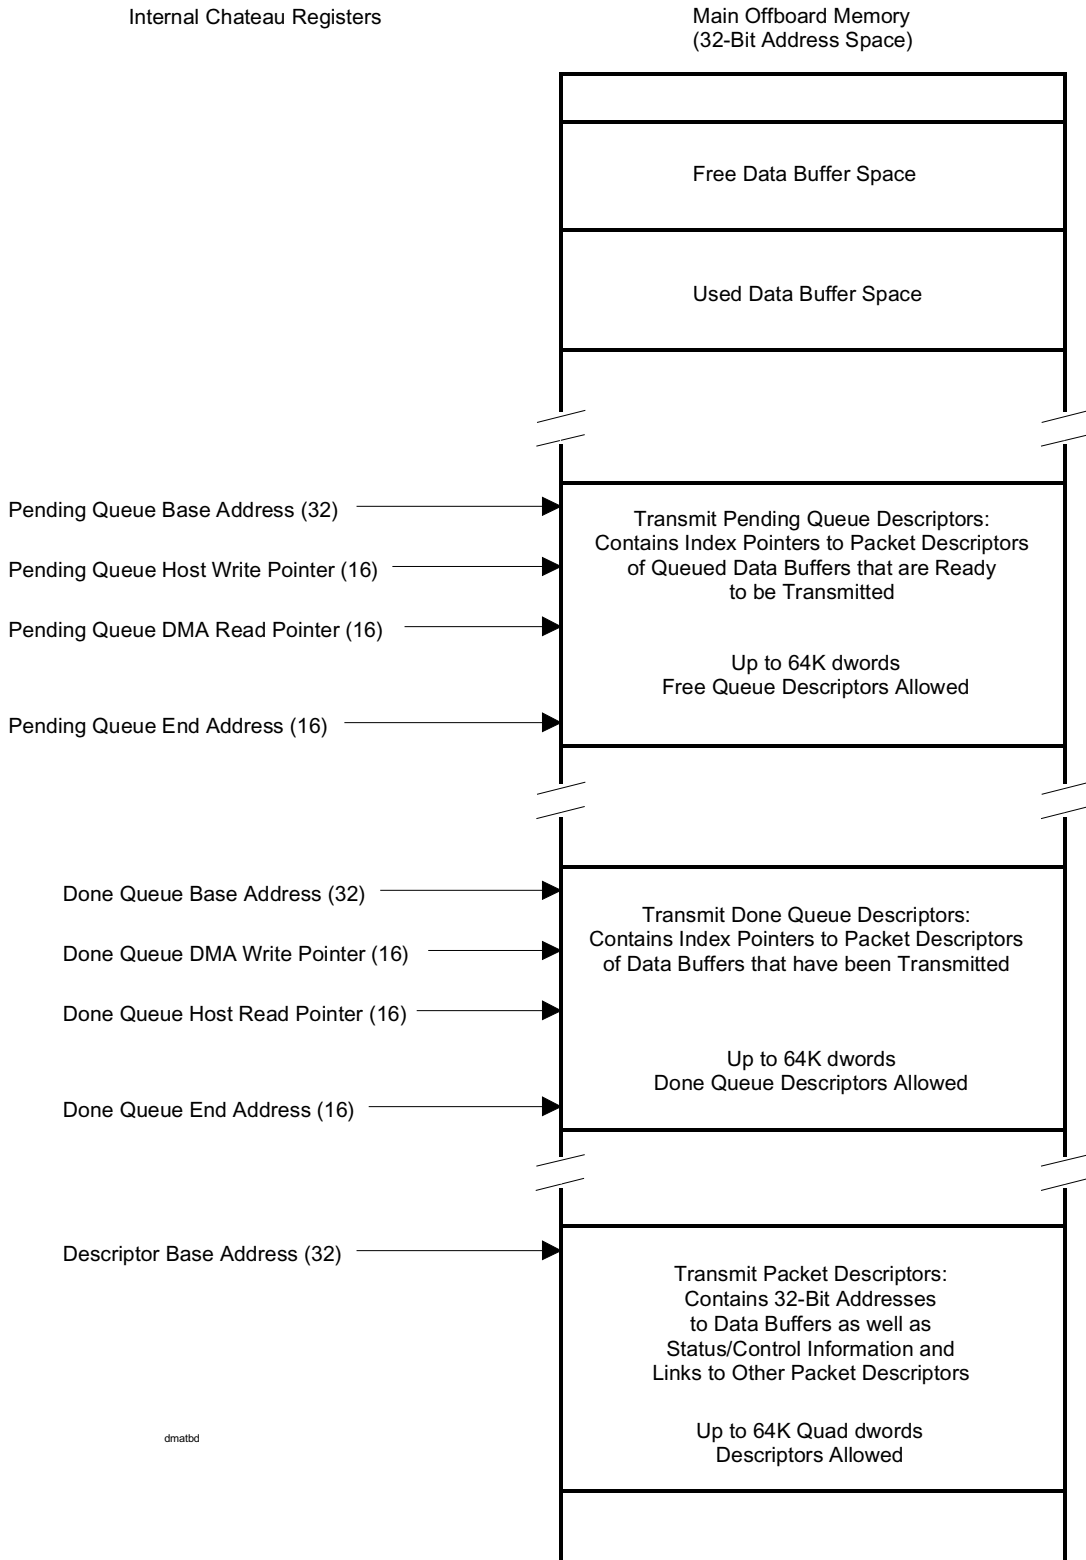 Internal Chateau Registers
Main Offboard Memory
(32-Bit Address Space)
Free Data Buffer Space
Used Data Buffer Space
Pending Queue Base Address (32)
Pending Queue Host Write Pointer (16)
Pending Queue DMA Read Pointer (16)
Pending Queue End Address (16)
Transmit Pending Queue Descriptors:
Contains Index Pointers to Packet Descriptors
of Queued Data Buffers that are Ready
to be Transmitted
Up to 64K dwords
Free Queue Descriptors Allowed
Done Queue Base Address (32)
Done Queue DMA Write Pointer (16)
Done Queue Host Read Pointer (16)
Done Queue End Address (16)
Transmit Done Queue Descriptors:
Contains Index Pointers to Packet Descriptors
of Data Buffers that have been Transmitted
Up to 64K dwords
Done Queue Descriptors Allowed
Descriptor Base Address (32)
Transmit Packet Descriptors:
Contains 32-Bit Addresses
to Data Buffers as well as
Status/Control Information and
Links to Other Packet Descriptors
Up to 64K Quad dwords
Descriptors Allowed
dmatbd